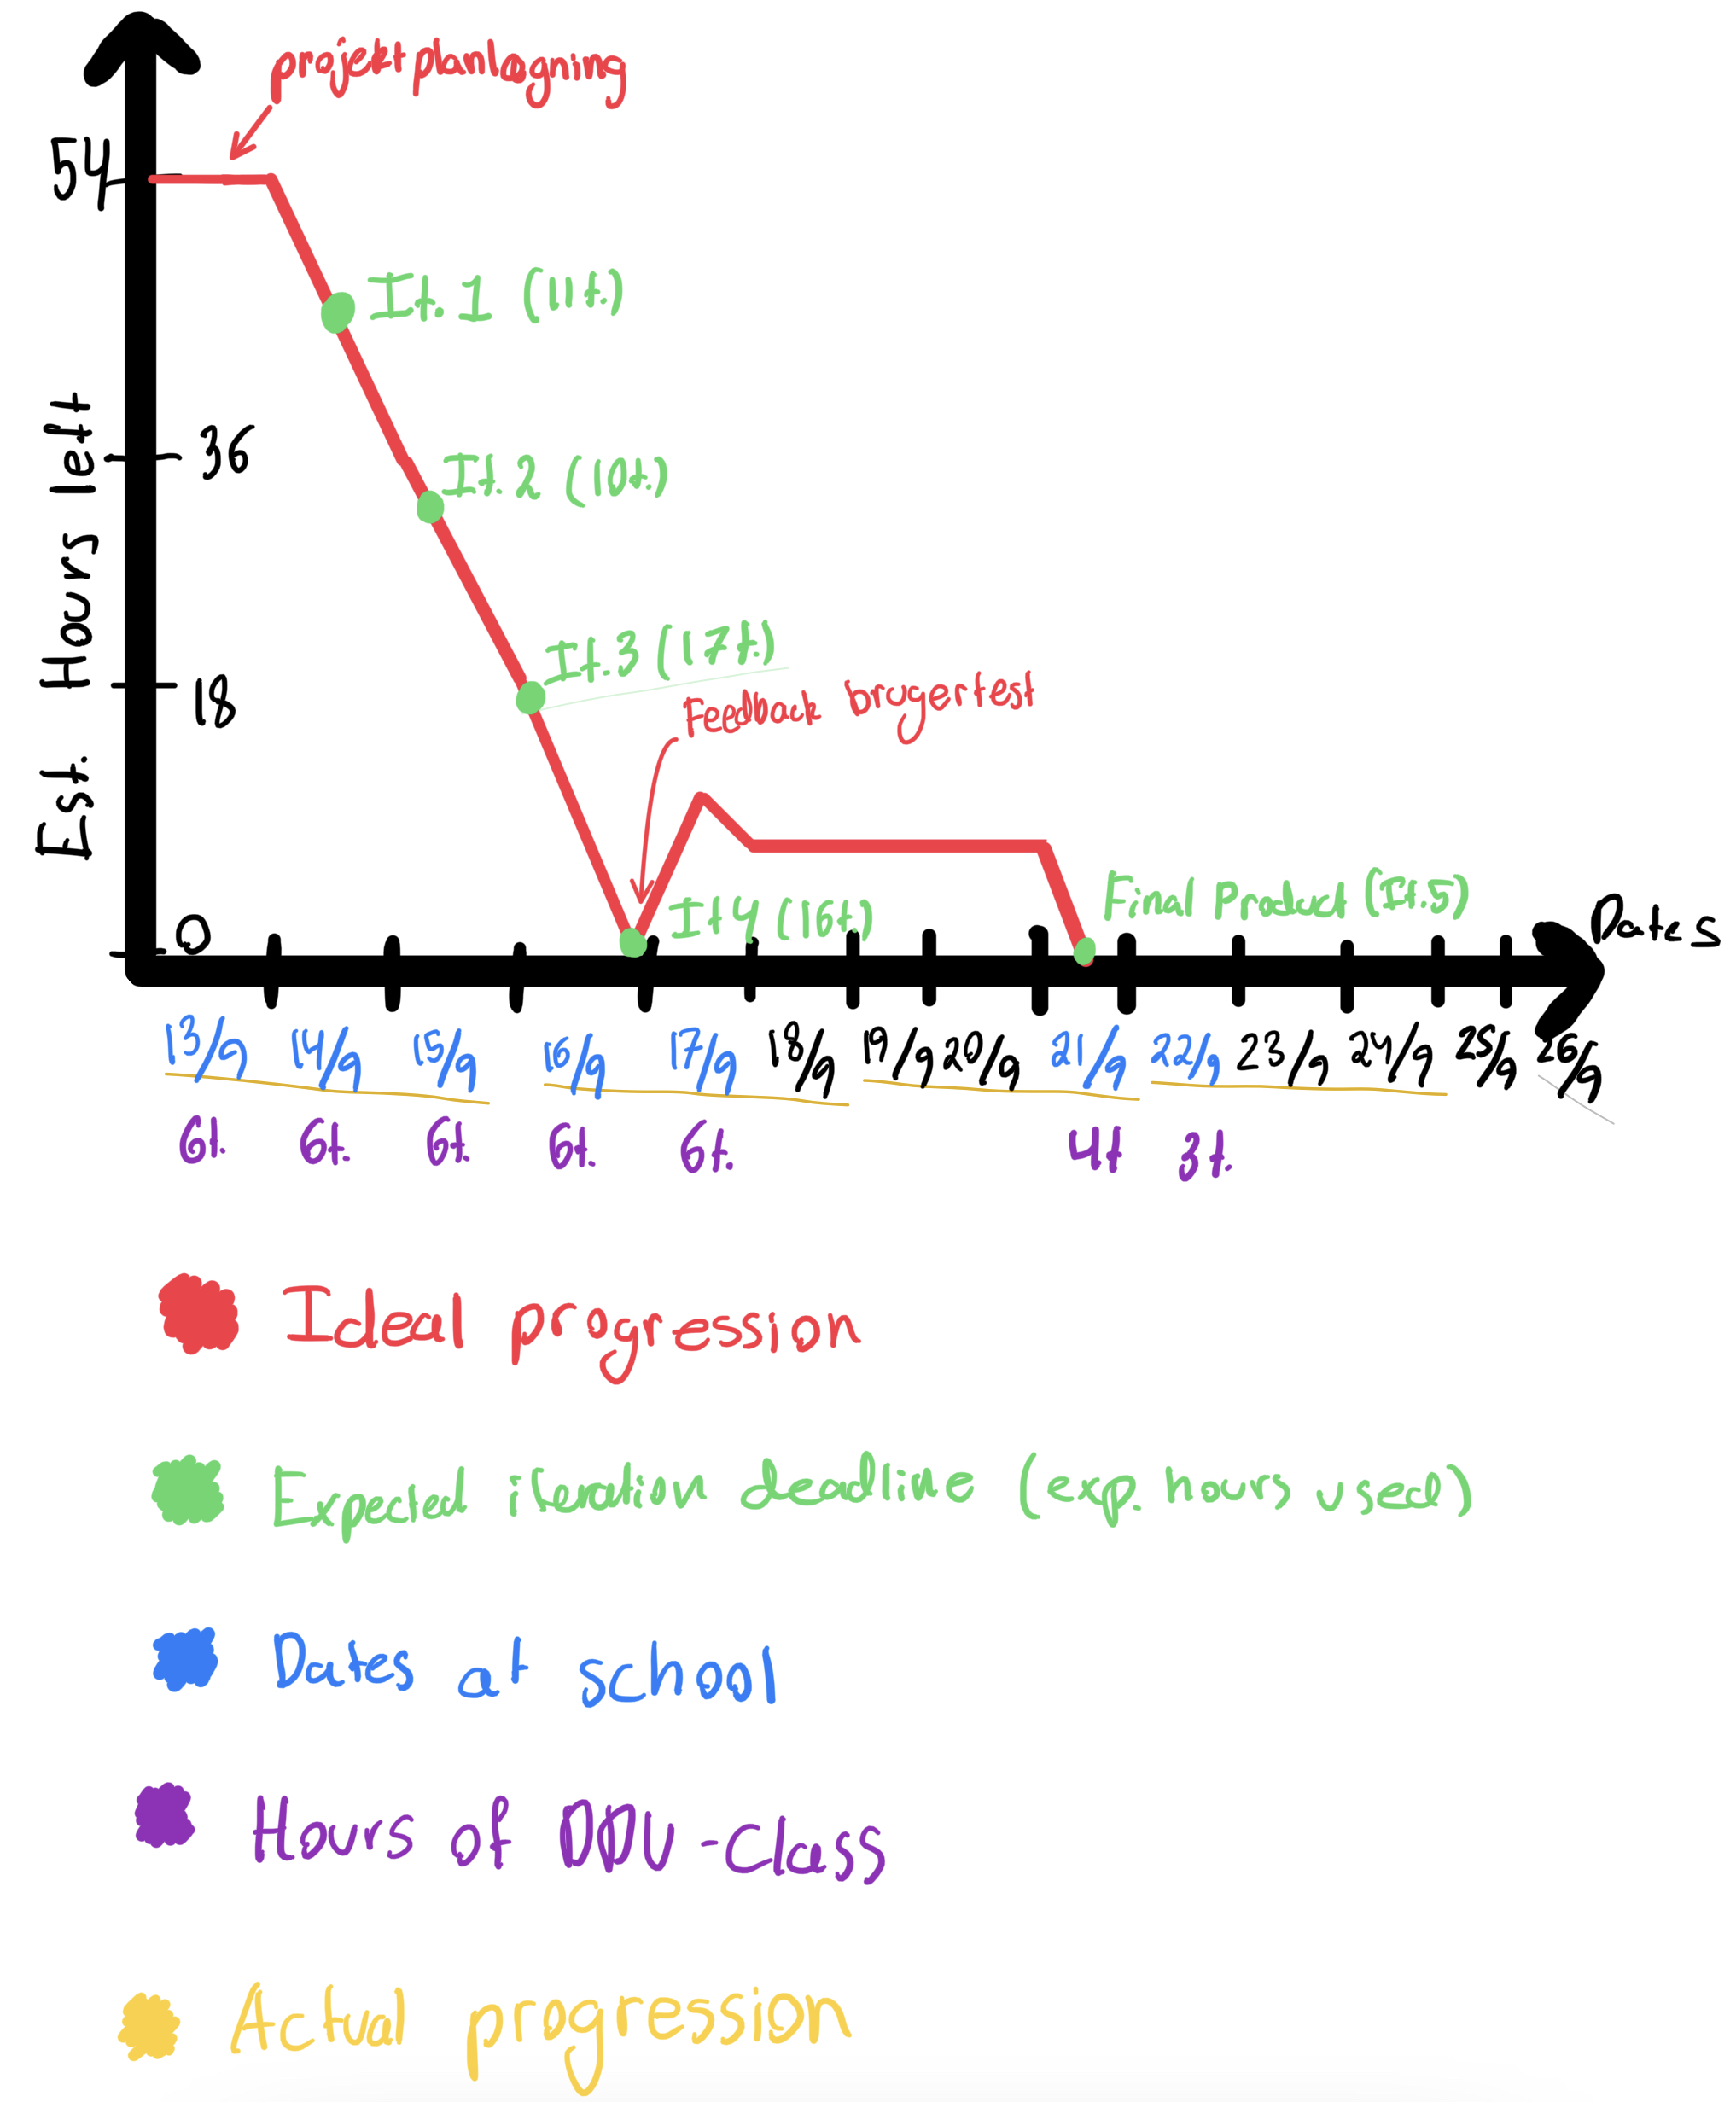 projekt planlægning
54
It. 1 (11t.)
36
It. 2 (10t.)
Est. Hours left
It. 3 (17t.)
Feedback brugertest
18
Final Product (It.5)
It 4 (16t)
0
Dates
13/9 14/9 15/9 16/9 17/9 18/9 19/9 20/9 21/9 22/9 23/9 24/9 25/9 26/9
6t. 6t. 6t. 6t. 6t. 4t 3t.
Ideal progression
Expected iteration deadline (exp. hours used)
Dates at school
Hours of DDU-Class
Actual progression